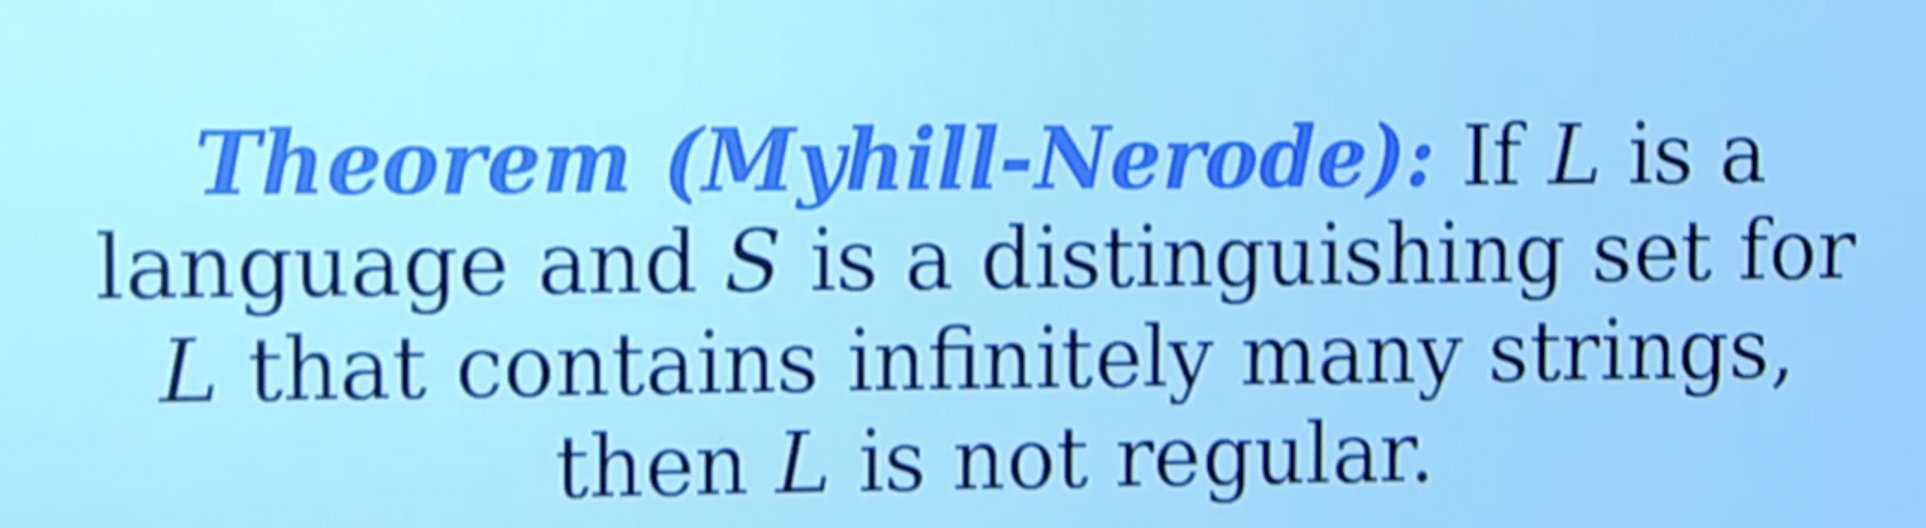 Theorem (Myhill-Nerode): If L is a
language and S is a distinguishing set for
L that contains infinitely many strings,
then L is not regular.